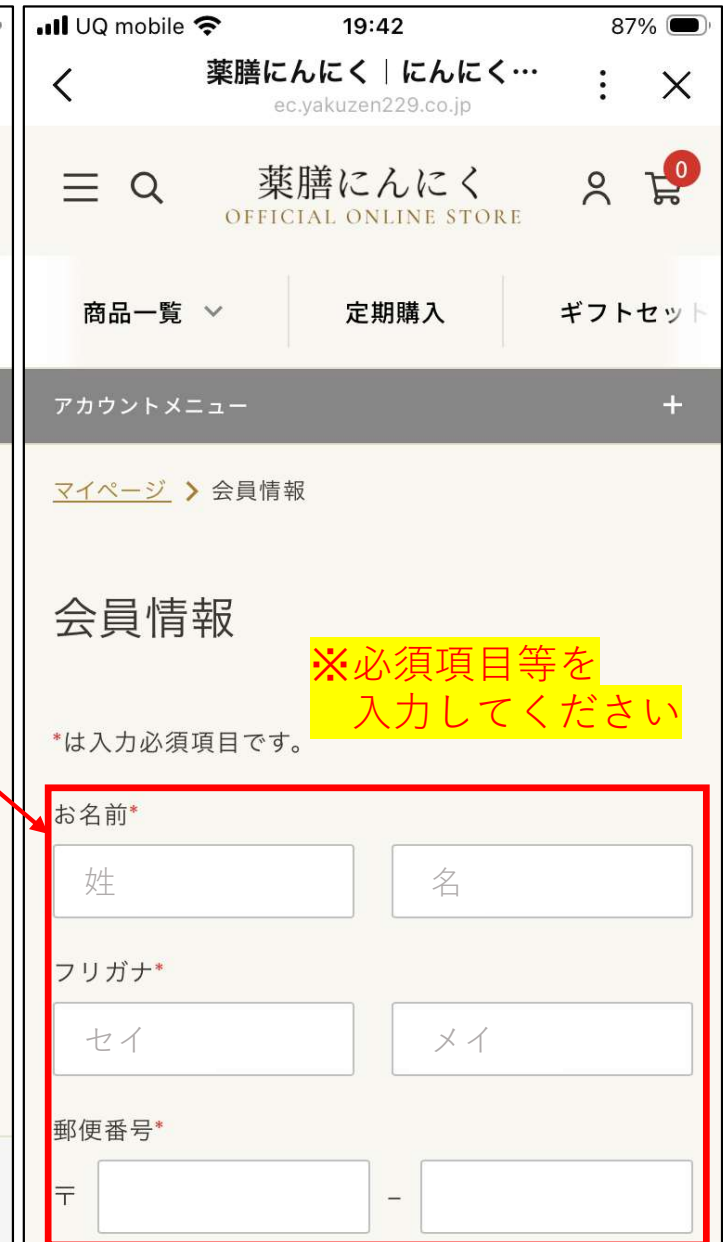 UQ mobile 19:42 87%
薬膳にんにく｜にんにく…
ec.yakuzen229.co.jp
薬膳にんにく 0
OFFICIAL ONLINE STORE
商品一覧 定期購入 ギフトセット
アカウントメニュー +
マイページ > 会員情報
会員情報
※必須項目等を
入力してください
*は入力必須項目です。
お名前*
姓 名
フリガナ*
セイ メイ
郵便番号*
〒 -